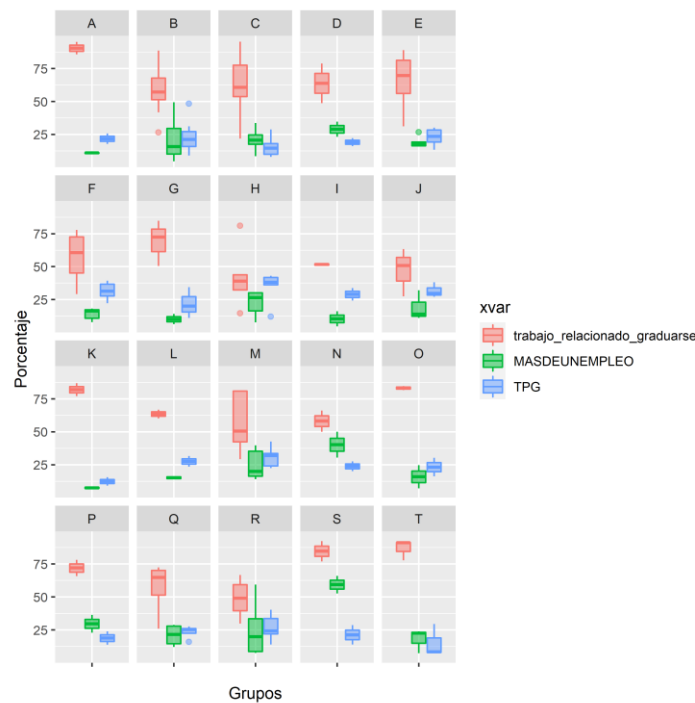 A B C D E
75
50
25
F G H I J
75
50
25
K L M N O
75
50
25
P Q R S T
75
50
25
Porcentaje
Grupos
xvar
trabajo_relacionado_graduarse
MASDEUNEMPLEO
TPG